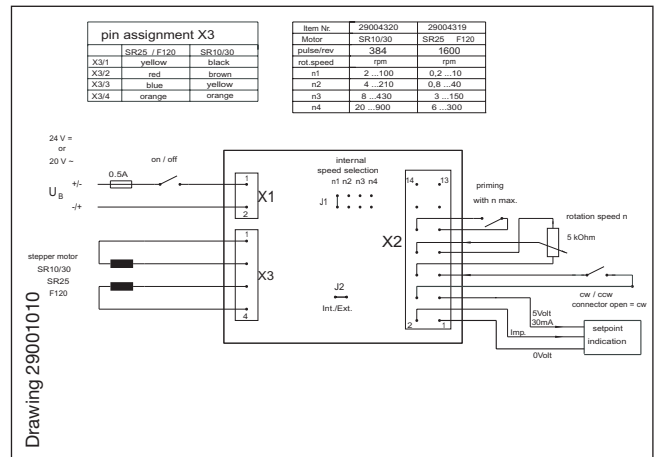 pin assignment X3
SR25 / F120 SR10/30
X3/1 yellow black
X3/2 red brown
X3/3 blue yellow
X3/4 orange orange
Item Nr. 29004320 29004319
Motor SR10/30 SR25 F120
pulse/rev 384 1600
rot.speed rpm rpm
n1 2 ...100 0,2 ...10
n2 4 ...210 0,8 ...40
n3 8 ...430 3 ...150
n4 20 ...900 6 ...300
24 V =
or
20 V ~
U B
+/-
-/+
0.5A
on / off
1
2
X1
internal
speed selection
n1 n2 n3 n4
J1
14
13
X2
priming
with n max.
rotation speed n
5 kOhm
stepper motor
SR10/30
SR25
F120
1
4
X3
J2
Int./Ext.
cw / ccw
connector open = cw
2
1
5Volt
30mA
Imp.
0Volt
setpoint
indication
Drawing 29001010